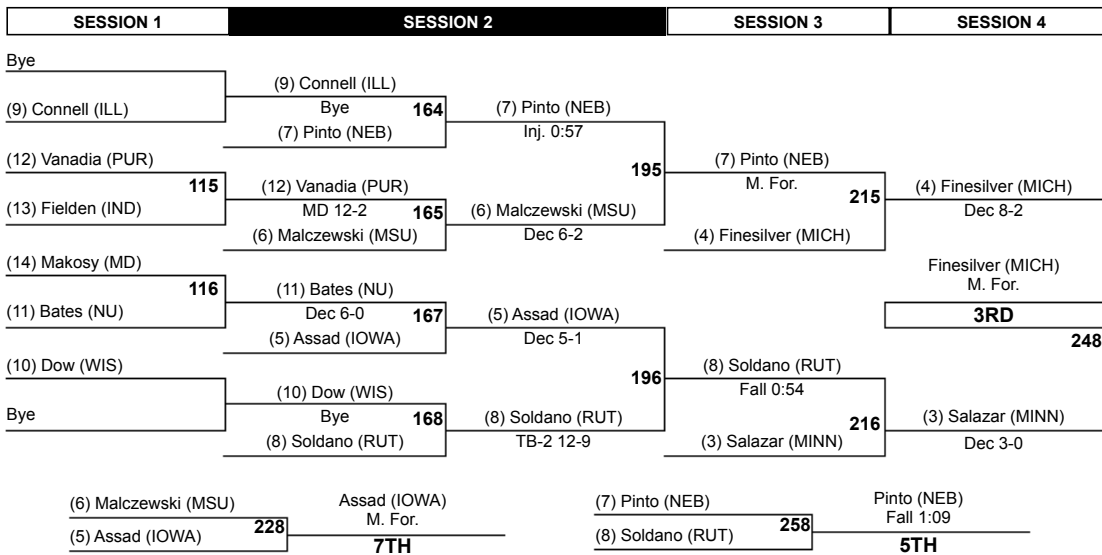 SESSION 1
SESSION 2
SESSION 3
SESSION 4
Bye
(9) Connell (ILL)
(12) Vanadia (PUR)
115
(13) Fielden (IND)
(14) Makosy (MD)
116
(11) Bates (NU)
(10) Dow (WIS)
Bye
(9) Connell (ILL)
Bye
164
(7) Pinto (NEB)
(12) Vanadia (PUR)
MD 12-2
165
(6) Malczewski (MSU)
(11) Bates (NU)
Dec 6-0
167
(5) Assad (IOWA)
(10) Dow (WIS)
Bye
168
(8) Soldano (RUT)
(7) Pinto (NEB)
Inj. 0:57
195
(6) Malczewski (MSU)
Dec 6-2
(5) Assad (IOWA)
Dec 5-1
196
(8) Soldano (RUT)
TB-2 12-9
(7) Pinto (NEB)
M. For.
215
(4) Finesilver (MICH)
(8) Soldano (RUT)
Fall 0:54
216
(3) Salazar (MINN)
(4) Finesilver (MICH)
Dec 8-2
Finesilver (MICH)
M. For.
3RD
248
(3) Salazar (MINN)
Dec 3-0
(6) Malczewski (MSU)
228
(5) Assad (IOWA)
Assad (IOWA)
M. For.
7TH
(7) Pinto (NEB)
258
(8) Soldano (RUT)
Pinto (NEB)
Fall 1:09
5TH